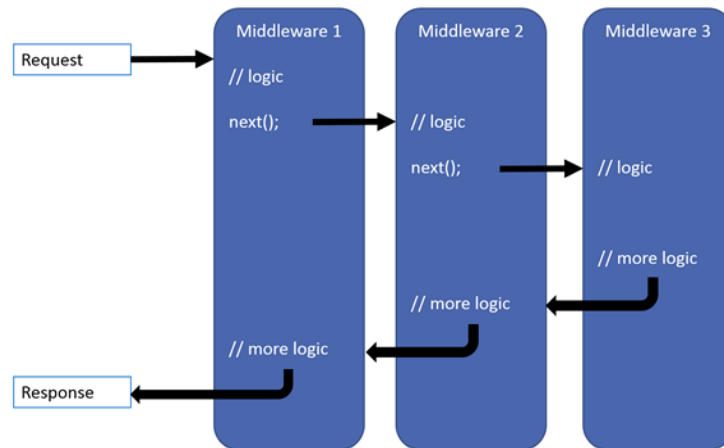 Middleware 1
Middleware 2
Middleware 3
Request
// logic
next();
// logic
next();
// logic
// more logic
// more logic
// more logic
Response